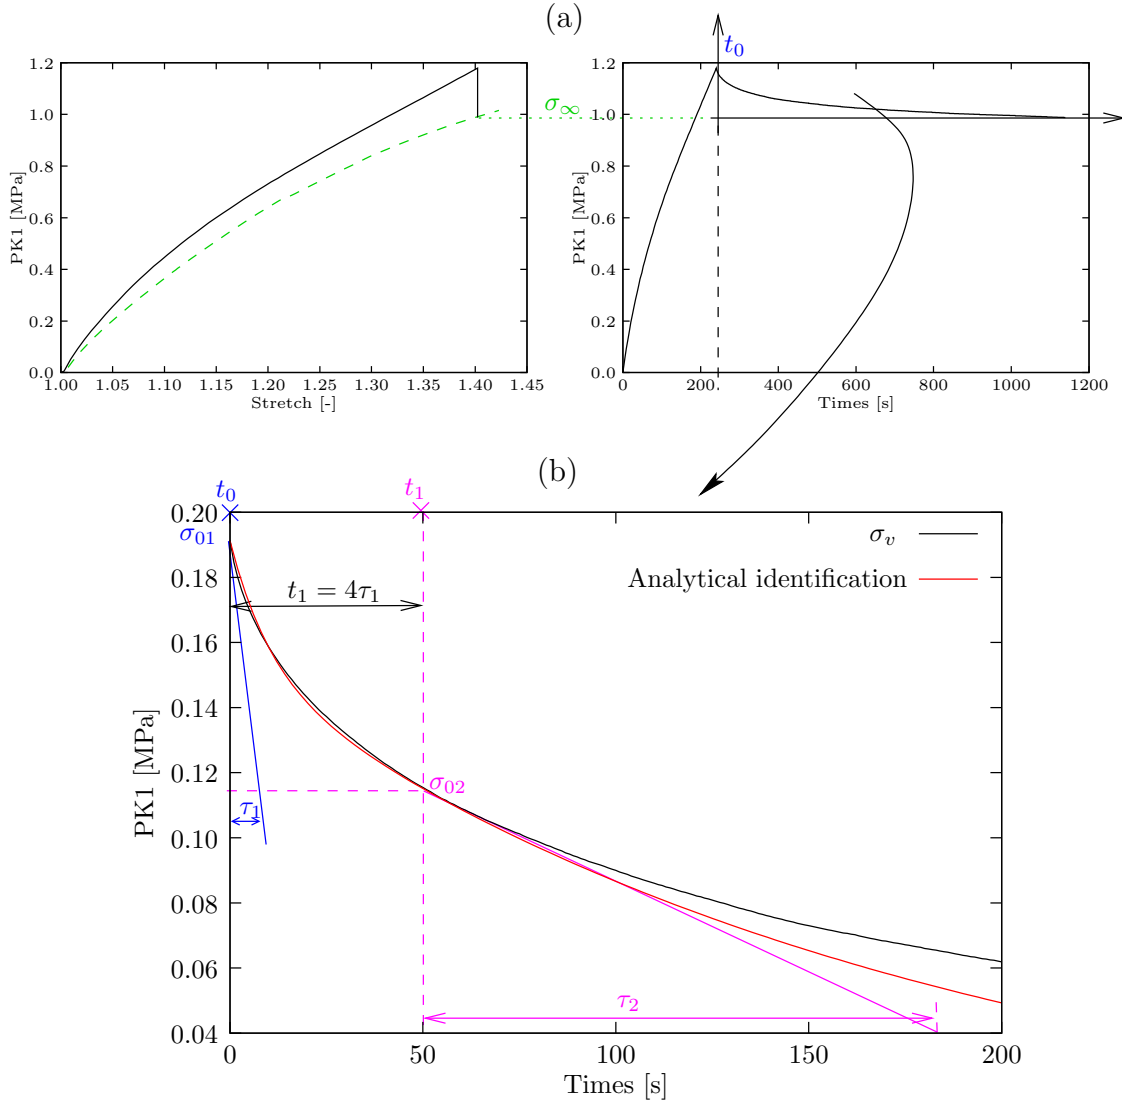 (a)
t₀
1.2
1.0
0.8
0.6
0.4
0.2
0.0
PK1 [MPa]
1.00 1.05 1.10 1.15 1.20 1.25 1.30 1.35 1.40 1.45
Stretch [-]
σ∞
1.2
1.0
0.8
0.6
0.4
0.2
0.0
PK1 [MPa]
0 200 400 600 800 1000 1200
Times [s]
(b)
t₀ t₁
0.20
0.18
0.16
0.14
0.12
0.10
0.08
0.06
0.04
PK1 [MPa]
σ₀₁
σᵥ
Analytical identification
t₁ = 4τ₁
σ₀₂
τ₁
τ₂
0 50 100 150 200
Times [s]